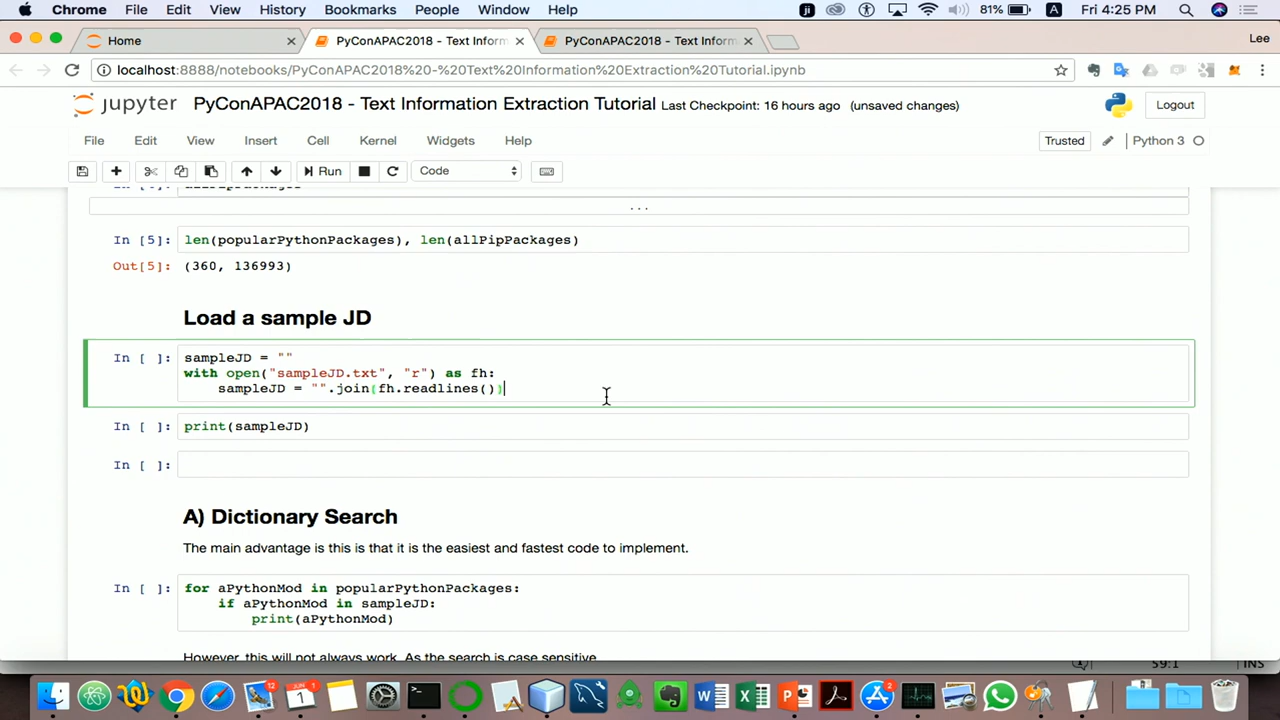 Chrome File Edit View History Bookmarks People Window Help 81% A Fri 4:25 PM
Home PyConAPAC2018 - Text Inform PyConAPAC2018 - Text Inform Lee
localhost:8888/notebooks/PyConAPAC2018%20-%20Text%20Information%20Extraction%20Tutorial.ipynb
jupyter PyConAPAC2018 - Text Information Extraction Tutorial Last Checkpoint: 16 hours ago (unsaved changes) Logout
File Edit View Insert Cell Kernel Widgets Help Trusted Python 3
Run Code
...
In [5]: len(popularPythonPackages), len(allPipPackages)
Out[5]: (360, 136993)
Load a sample JD
In [ ]: sampleJD = ""
with open("sampleJD.txt", "r") as fh:
sampleJD = "".join(fh.readlines())
In [ ]: print(sampleJD)
In [ ]:
A) Dictionary Search
The main advantage is this is that it is the easiest and fastest code to implement.
In [ ]: for aPythonMod in popularPythonPackages:
if aPythonMod in sampleJD:
print(aPythonMod)
However, this will not always work. As the search is case sensitive
59:1 INS